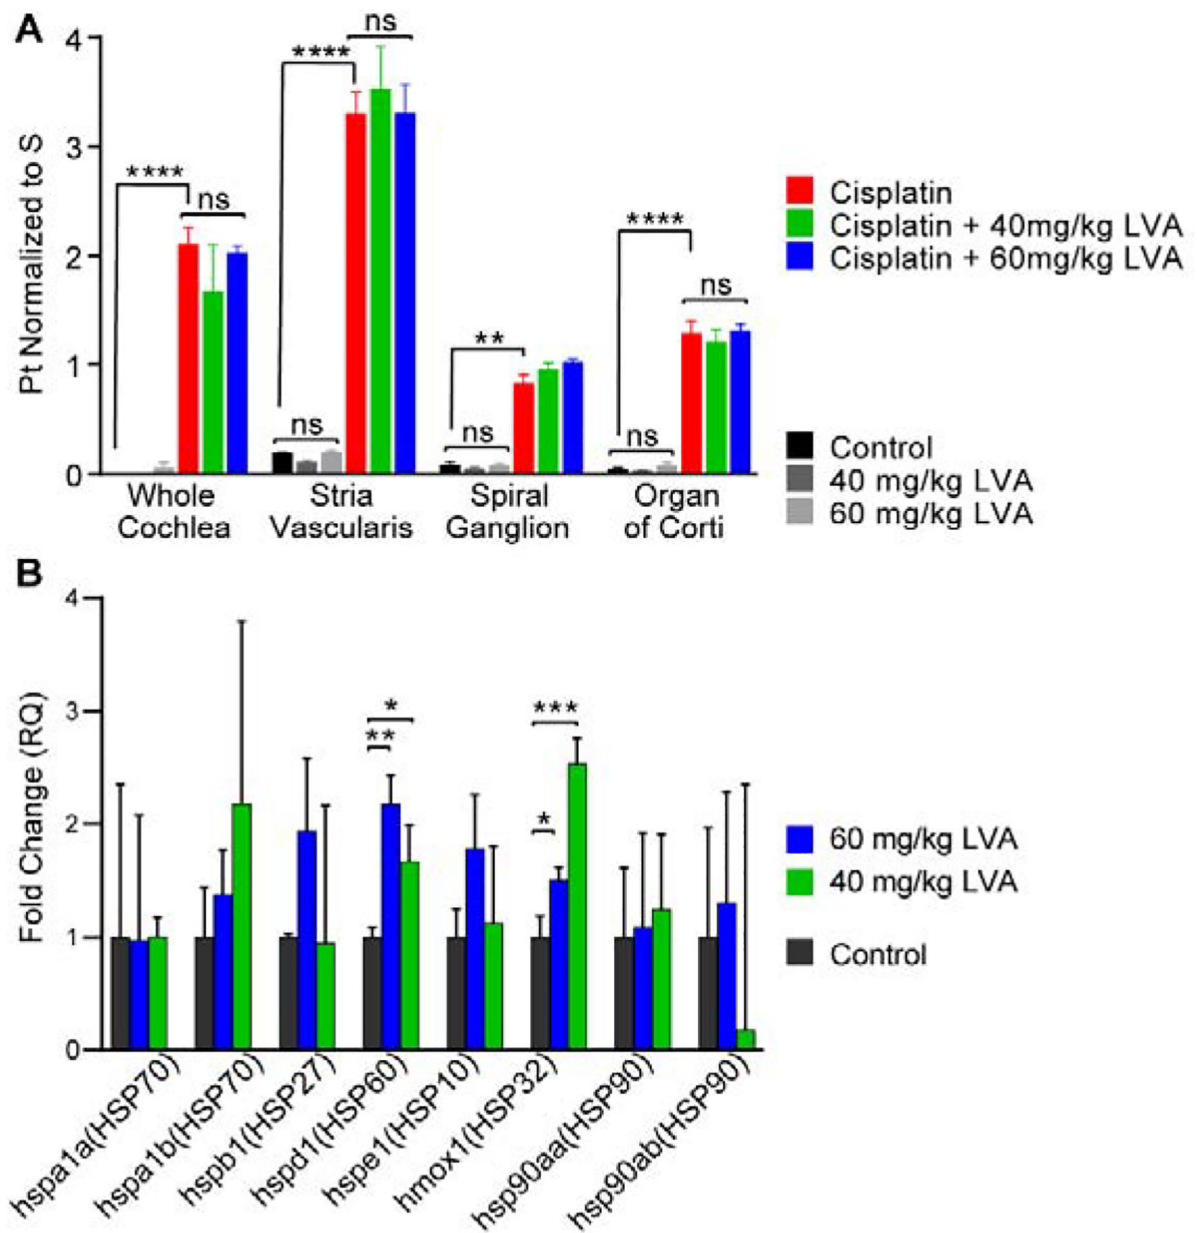 A
Pt Normalized to S
4
3
2
1
0
****
ns
****
ns
ns
**
ns
****
ns
ns
Whole
Cochlea
Stria
Vascularis
Spiral
Ganglion
Organ
of Corti
Cisplatin
Cisplatin + 40mg/kg LVA
Cisplatin + 60mg/kg LVA
Control
40 mg/kg LVA
60 mg/kg LVA
B
Fold Change (RQ)
4
3
2
1
0
*
**
***
*
hspa1a(HSP70)
hspa1b(HSP70)
hspb1(HSP27)
hspd1(HSP60)
hspe1(HSP10)
hmox1(HSP32)
hsp90aa(HSP90)
hsp90ab(HSP90)
60 mg/kg LVA
40 mg/kg LVA
Control